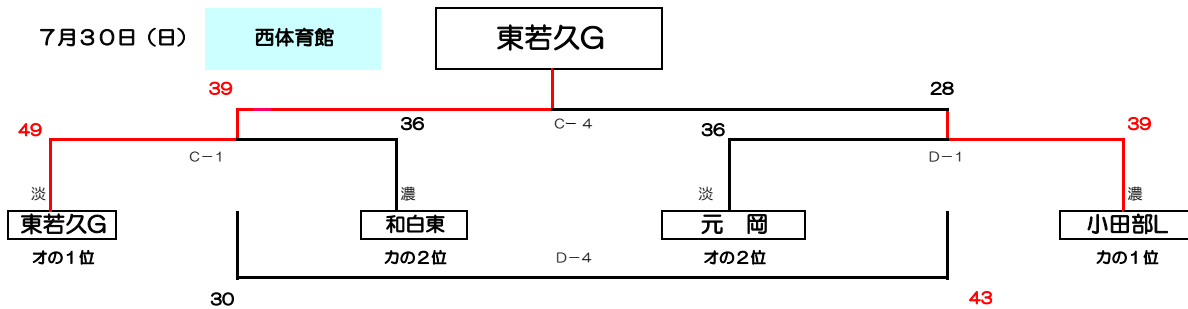 7月30日（日）
西体育館
東若久G
39
28
49
36
C－4
36
39
C－1
D－1
淡
濃
淡
濃
東若久G
和白東
元　岡
小田部L
オの1位
カの2位
D－4
オの2位
カの1位
30
43